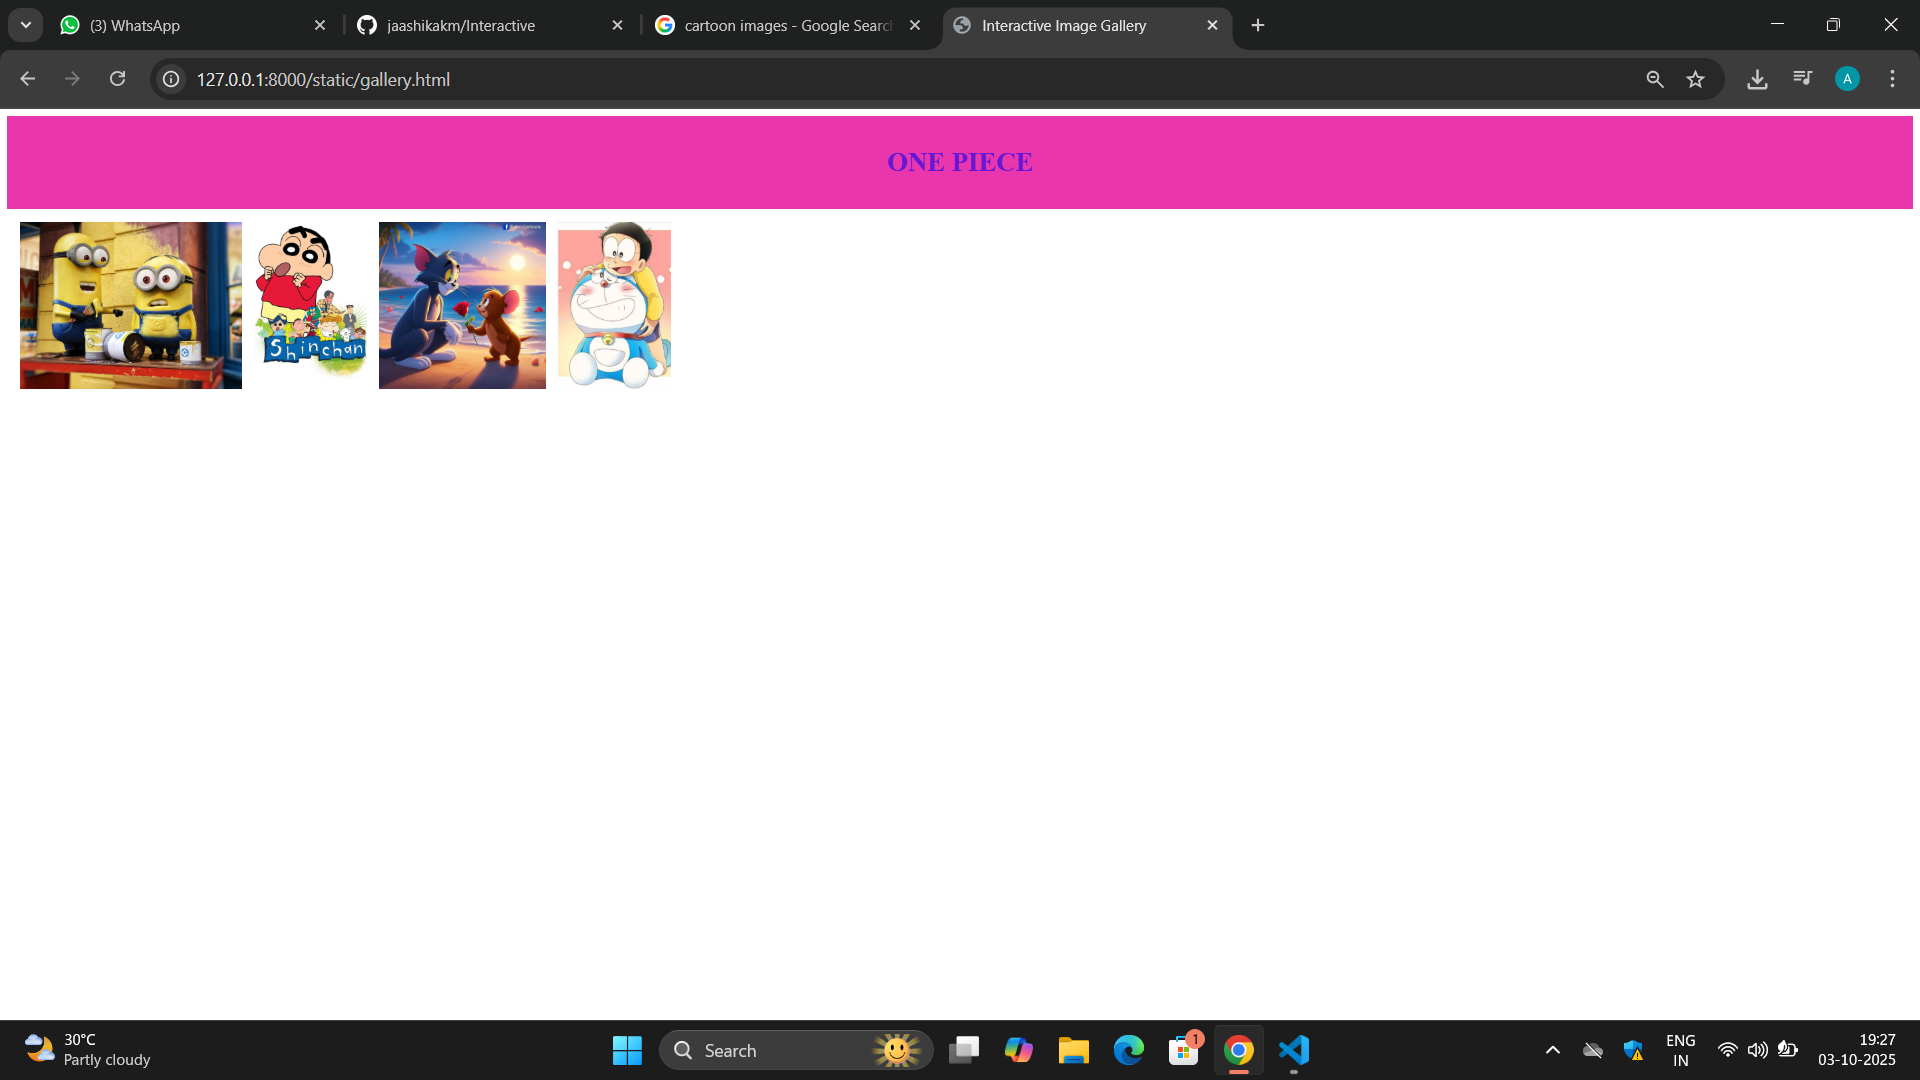 (3) WhatsApp
jaashikakm/Interactive
cartoon images - Google Searc
Interactive Image Gallery
127.0.0.1:8000/static/gallery.html
A
ONE PIECE
Shinchan
30°C
Partly cloudy
Search
1
ENG
IN
19:27
03-10-2025